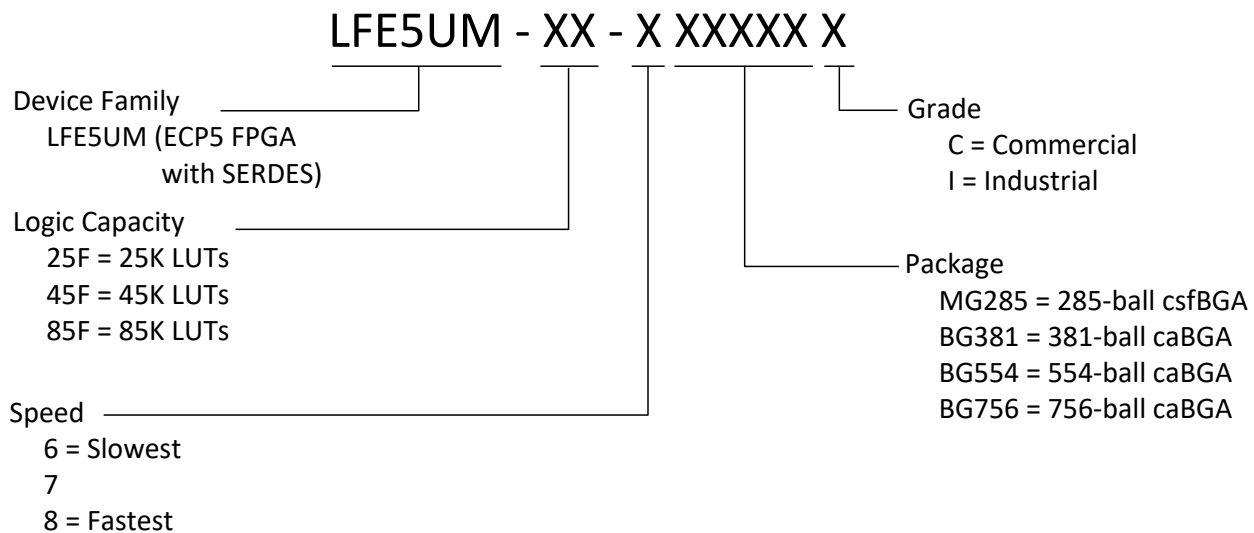 LFE5UM - XX - X XXXXX X
Device Family
LFE5UM (ECP5 FPGA
with SERDES)
Logic Capacity
25F = 25K LUTs
45F = 45K LUTs
85F = 85K LUTs
Speed
6 = Slowest
7
8 = Fastest
Grade
C = Commercial
I = Industrial
Package
MG285 = 285-ball csfBGA
BG381 = 381-ball caBGA
BG554 = 554-ball caBGA
BG756 = 756-ball caBGA